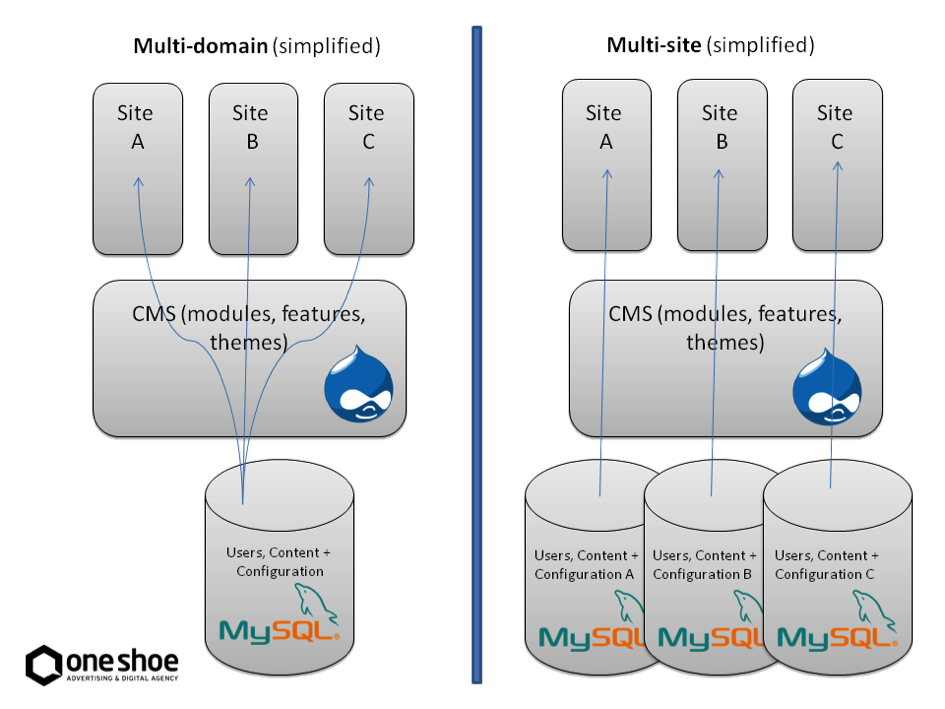 Multi-domain (simplified)
Site
A
Site
B
Site
C
CMS (modules, features,
themes)
Users, Content +
Configuration
MySQL®
one shoe
ADVERTISING & DIGITAL AGENCY
Multi-site (simplified)
Site
A
Site
B
Site
C
CMS (modules, features,
themes)
Users, Content +
Configuration A
MySQL
Users, Content +
Configuration B
MySQL
Users, Content +
Configuration C
MySQL®